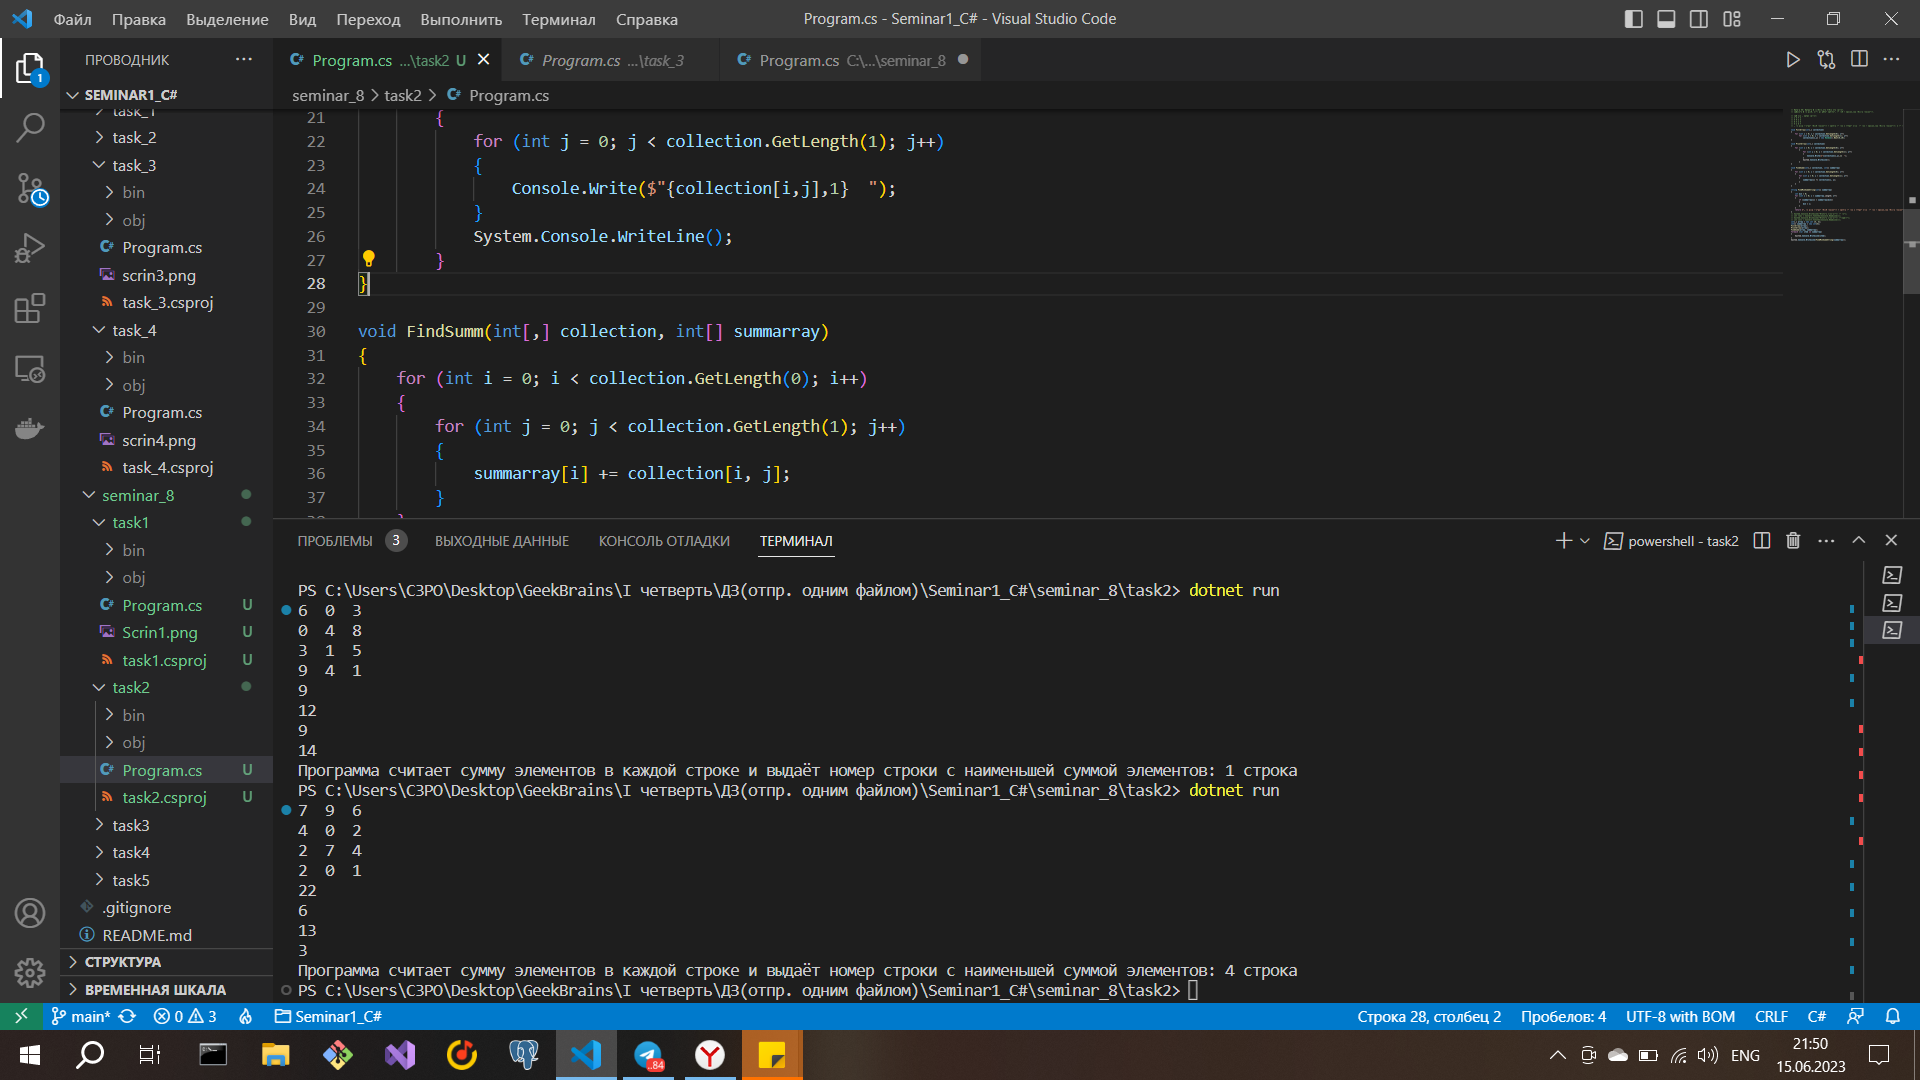 Файл Правка Выделение Вид Переход Выполнить Терминал Справка
Program.cs - Seminar1_C# - Visual Studio Code
ПРОВОДНИК
Program.cs ...\task2 U
Program.cs ...\task_3
Program.cs C:\...\seminar_8
1
SEMINAR1_C#
task_1
task_2
task_3
bin
obj
Program.cs
scrin3.png
task_3.csproj
task_4
bin
obj
Program.cs
scrin4.png
task_4.csproj
seminar_8
task1
bin
obj
Program.cs U
Scrin1.png U
task1.csproj U
task2
bin
obj
Program.cs U
task2.csproj U
task3
task4
task5
.gitignore
README.md
СТРУКТУРА
ВРЕМЕННАЯ ШКАЛА
seminar_8 > task2 > Program.cs
21 {
22 for (int j = 0; j < collection.GetLength(1); j++)
23 {
24 Console.Write($"{collection[i,j],1}  ");
25 }
26 System.Console.WriteLine();
27 }
28 }
29
30 void FindSumm(int[,] collection, int[] summarray)
31 {
32 for (int i = 0; i < collection.GetLength(0); i++)
33 {
34 for (int j = 0; j < collection.GetLength(1); j++)
35 {
36 summarray[i] += collection[i, j];
37 }
ПРОБЛЕМЫ 3 ВЫХОДНЫЕ ДАННЫЕ КОНСОЛЬ ОТЛАДКИ ТЕРМИНАЛ
powershell - task2
PS C:\Users\C3PO\Desktop\GeekBrains\I четверть\ДЗ(отпр. одним файлом)\Seminar1_C#\seminar_8\task2> dotnet run
6 0 3
0 4 8
3 1 5
9 4 1
9
12
9
14
Программа считает сумму элементов в каждой строке и выдаёт номер строки с наименьшей суммой элементов: 1 строка
PS C:\Users\C3PO\Desktop\GeekBrains\I четверть\ДЗ(отпр. одним файлом)\Seminar1_C#\seminar_8\task2> dotnet run
7 9 6
4 0 2
2 7 4
2 0 1
22
6
13
3
Программа считает сумму элементов в каждой строке и выдаёт номер строки с наименьшей суммой элементов: 4 строка
PS C:\Users\C3PO\Desktop\GeekBrains\I четверть\ДЗ(отпр. одним файлом)\Seminar1_C#\seminar_8\task2>
main* 0 3 Seminar1_C#
Строка 28, столбец 2 Пробелов: 4 UTF-8 with BOM CRLF C#
84
ENG
21:50
15.06.2023